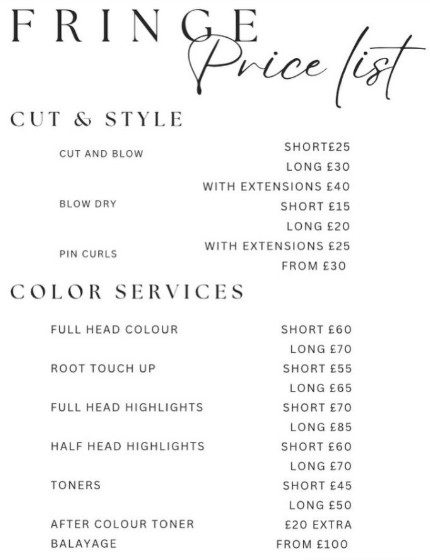 FRINGE
Price list
CUT & STYLE
CUT AND BLOW SHORT£25
LONG £30
WITH EXTENSIONS £40
BLOW DRY SHORT £15
LONG £20
WITH EXTENSIONS £25
PIN CURLS FROM £30
COLOR SERVICES
FULL HEAD COLOUR SHORT £60
LONG £70
ROOT TOUCH UP SHORT £55
LONG £65
FULL HEAD HIGHLIGHTS SHORT £70
LONG £85
HALF HEAD HIGHLIGHTS SHORT £60
LONG £70
TONERS SHORT £45
LONG £50
AFTER COLOUR TONER £20 EXTRA
BALAYAGE FROM £100